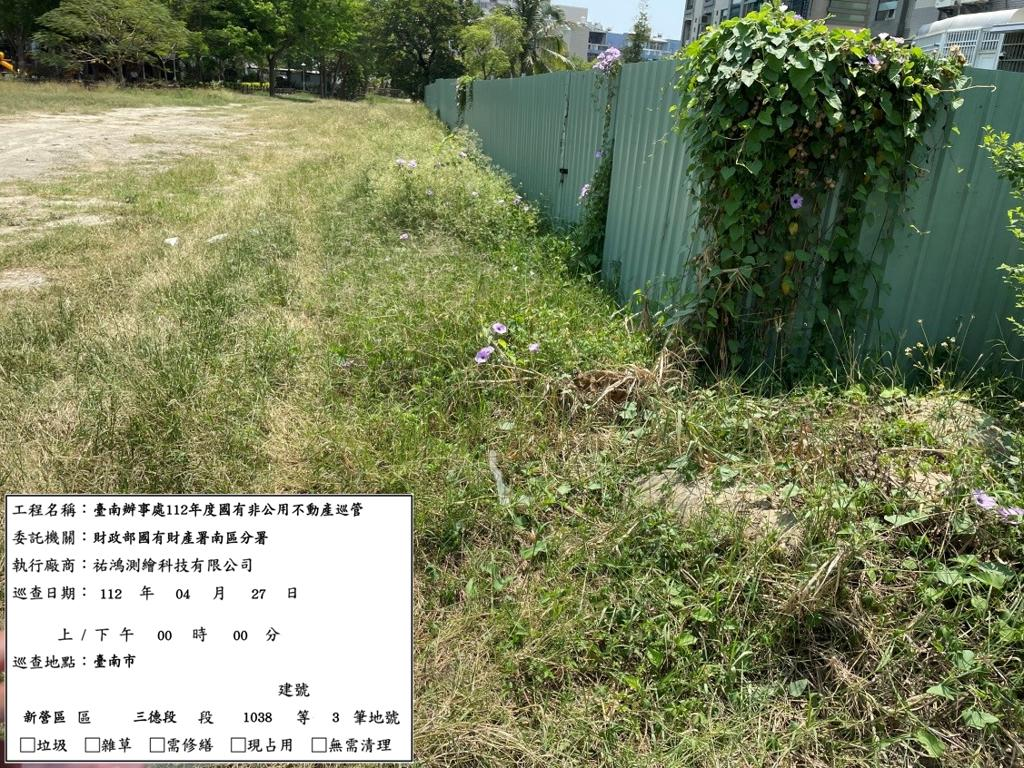 工程名稱：臺南辦事處112年度國有非公用不動產巡管
委託機關：財政部國有財產署南區分署
執行廠商：祐鴻測繪科技有限公司
巡查日期：112 年 04 月 27 日
上 / 下 午 00 時 00 分
巡查地點：臺南市
建號
新營區 區 三德段 段 1038 等 3 筆地號
□垃圾 □雜草 □需修繕 □現占用 □無需清理